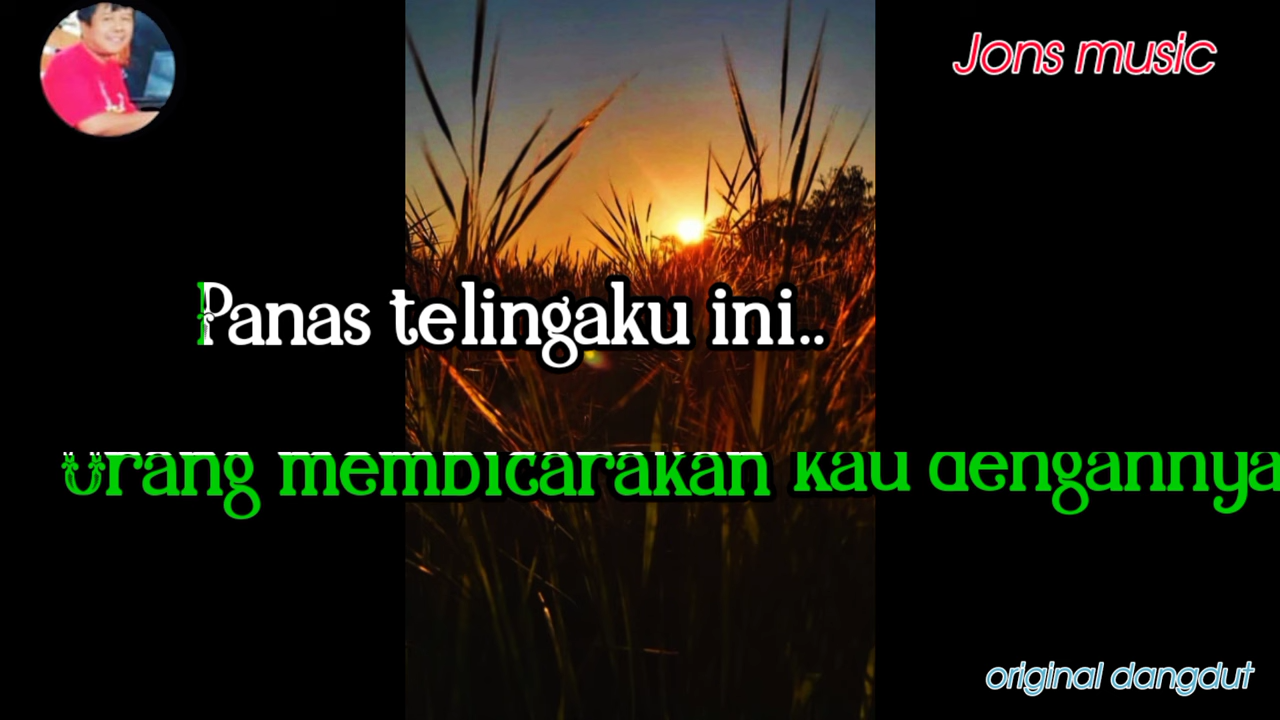 Jons music
Panas telingaku ini..
Orang membicarakan kau dengannya
original dangdut